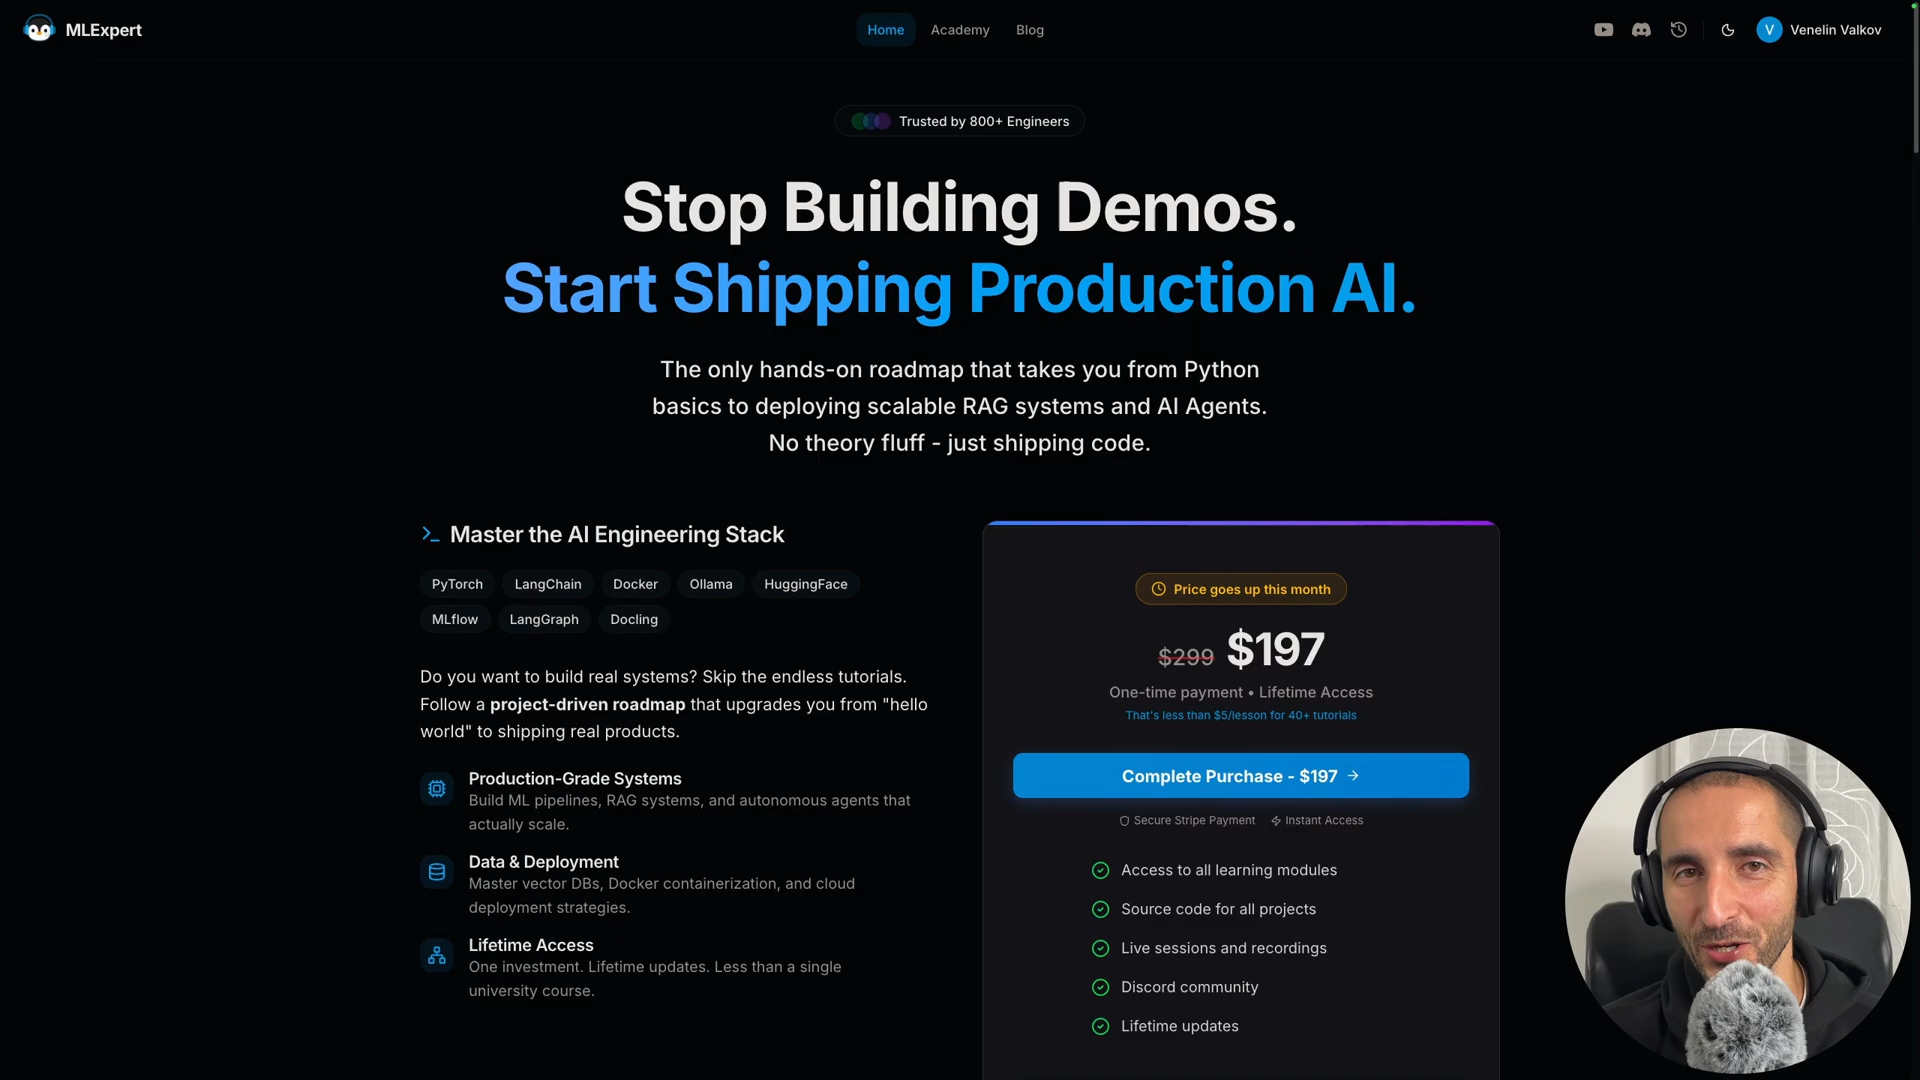 MLExpert
Home
Academy
Blog
V
Venelin Valkov
Trusted by 800+ Engineers
Stop Building Demos.
Start Shipping Production AI.
The only hands-on roadmap that takes you from Python
basics to deploying scalable RAG systems and AI Agents.
No theory fluff - just shipping code.
Master the AI Engineering Stack
PyTorch
LangChain
Docker
Ollama
HuggingFace
MLflow
LangGraph
Docling
Do you want to build real systems? Skip the endless tutorials.
Follow a project-driven roadmap that upgrades you from "hello
world" to shipping real products.
Production-Grade Systems
Build ML pipelines, RAG systems, and autonomous agents that
actually scale.
Data & Deployment
Master vector DBs, Docker containerization, and cloud
deployment strategies.
Lifetime Access
One investment. Lifetime updates. Less than a single
university course.
Price goes up this month
$299 $197
One-time payment • Lifetime Access
That's less than $5/lesson for 40+ tutorials
Complete Purchase - $197 →
Secure Stripe Payment
Instant Access
Access to all learning modules
Source code for all projects
Live sessions and recordings
Discord community
Lifetime updates